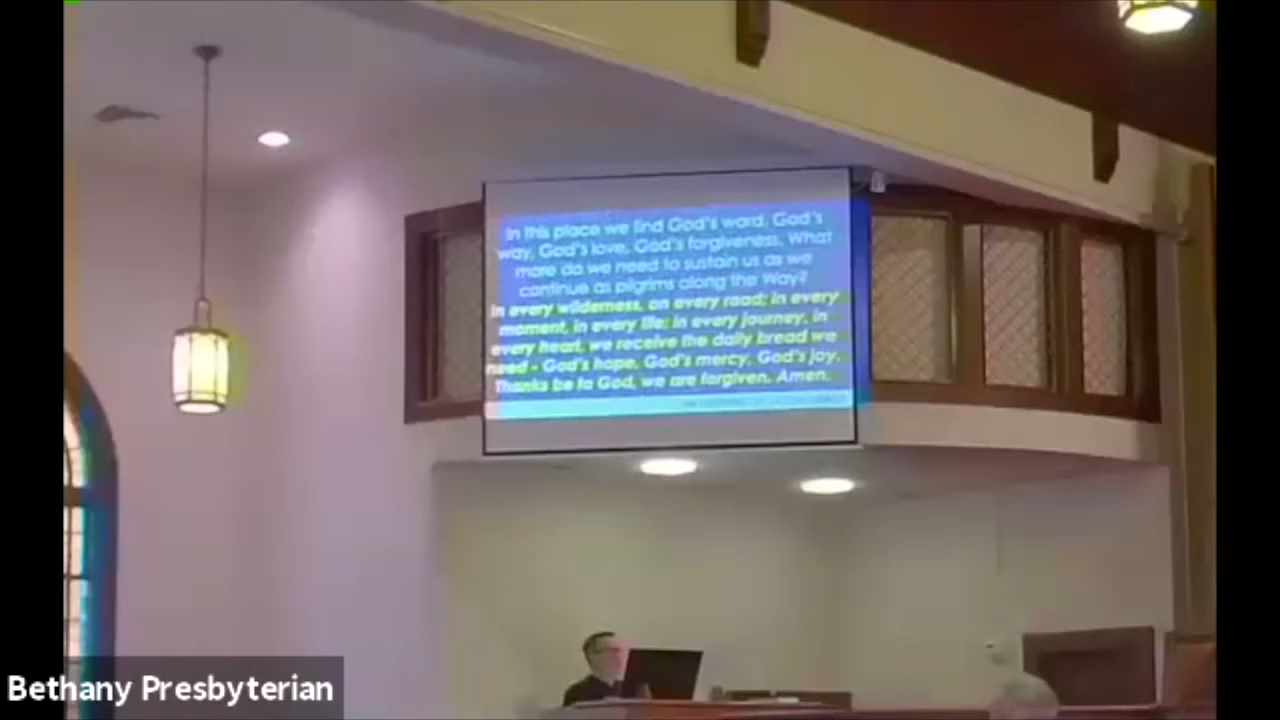 In this place we find God's word, God's
way, God's love, God's forgiveness. What
more do we need to sustain us as we
continue as pilgrims along the Way?
In every wilderness, on every road; in every
moment, in every life; in every journey, in
every heart, we receive the daily bread we
need - God's hope, God's mercy, God's joy.
Thanks be to God, we are forgiven. Amen.
Bethany Presbyterian